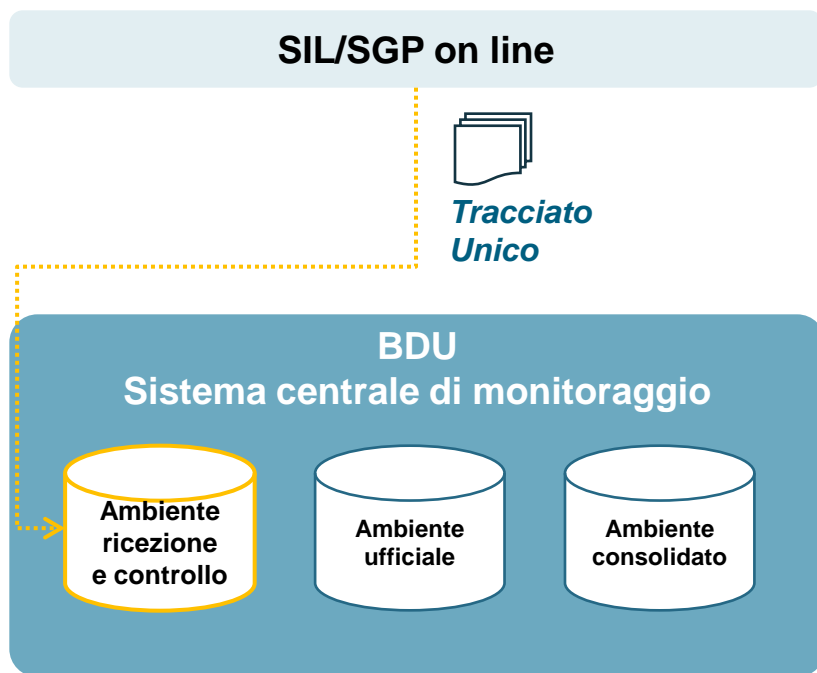 SIL/SGP on line
Tracciato
Unico
BDU
Sistema centrale di monitoraggio
Ambiente
ricezione
e controllo
Ambiente
ufficiale
Ambiente
consolidato